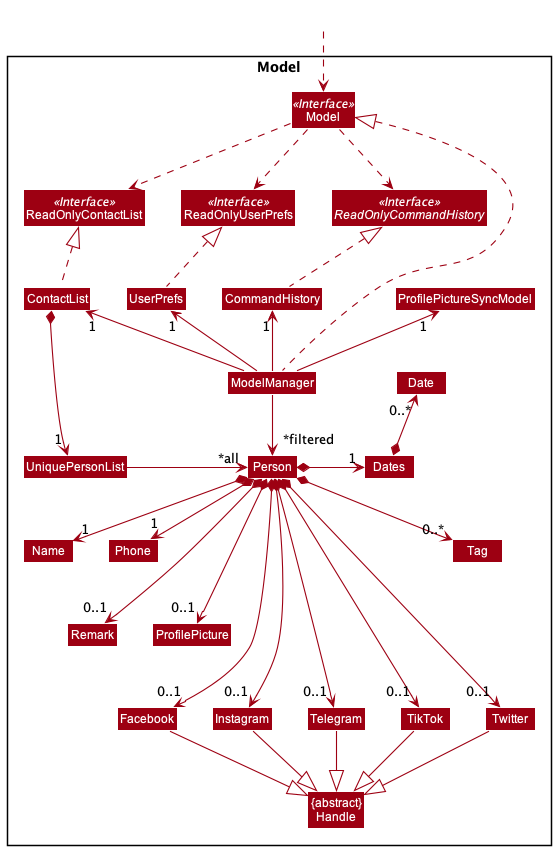 Model
«Interface»
Model
«Interface»
ReadOnlyContactList
«Interface»
ReadOnlyUserPrefs
«Interface»
ReadOnlyCommandHistory
ContactList
UserPrefs
CommandHistory
ProfilePictureSyncModel
1
1
1
1
ModelManager
Date
0..*
*filtered
1
*all
1
UniquePersonList
Person
Dates
1
1
0..*
Name
Phone
Tag
0..1
0..1
Remark
ProfilePicture
0..1
0..1
0..1
0..1
0..1
Facebook
Instagram
Telegram
TikTok
Twitter
{abstract}
Handle